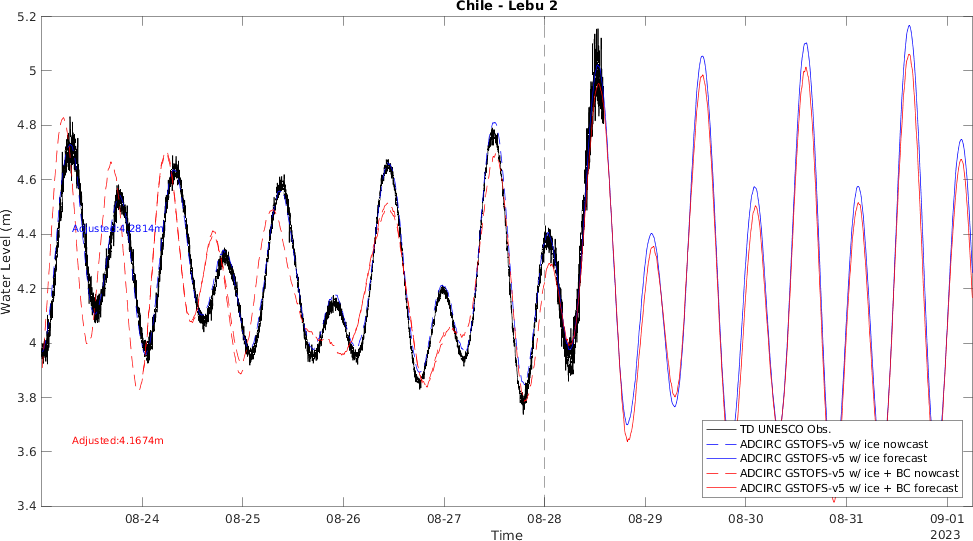 Chile - Lebu 2
5.2
5
4.8
4.6
4.4
4.2
4
3.8
3.6
3.4
Water Level (m)
Adjusted:4.2814m
Adjusted:4.1674m
TD UNESCO Obs.
ADCIRC GSTOFS-v5 w/ ice nowcast
ADCIRC GSTOFS-v5 w/ ice forecast
ADCIRC GSTOFS-v5 w/ ice + BC nowcast
ADCIRC GSTOFS-v5 w/ ice + BC forecast
08-24 08-25 08-26 08-27 08-28 08-29 08-30 08-31 09-01
2023
Time